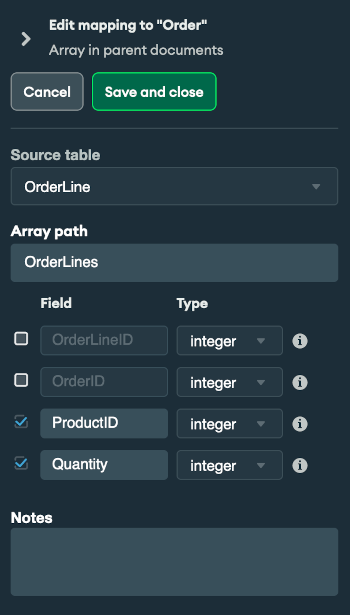 Edit mapping to "Order"
Array in parent documents
Cancel
Save and close
Source table
OrderLine
Array path
OrderLines
Field Type
OrderLineID integer
OrderID integer
ProductID integer
Quantity integer
Notes